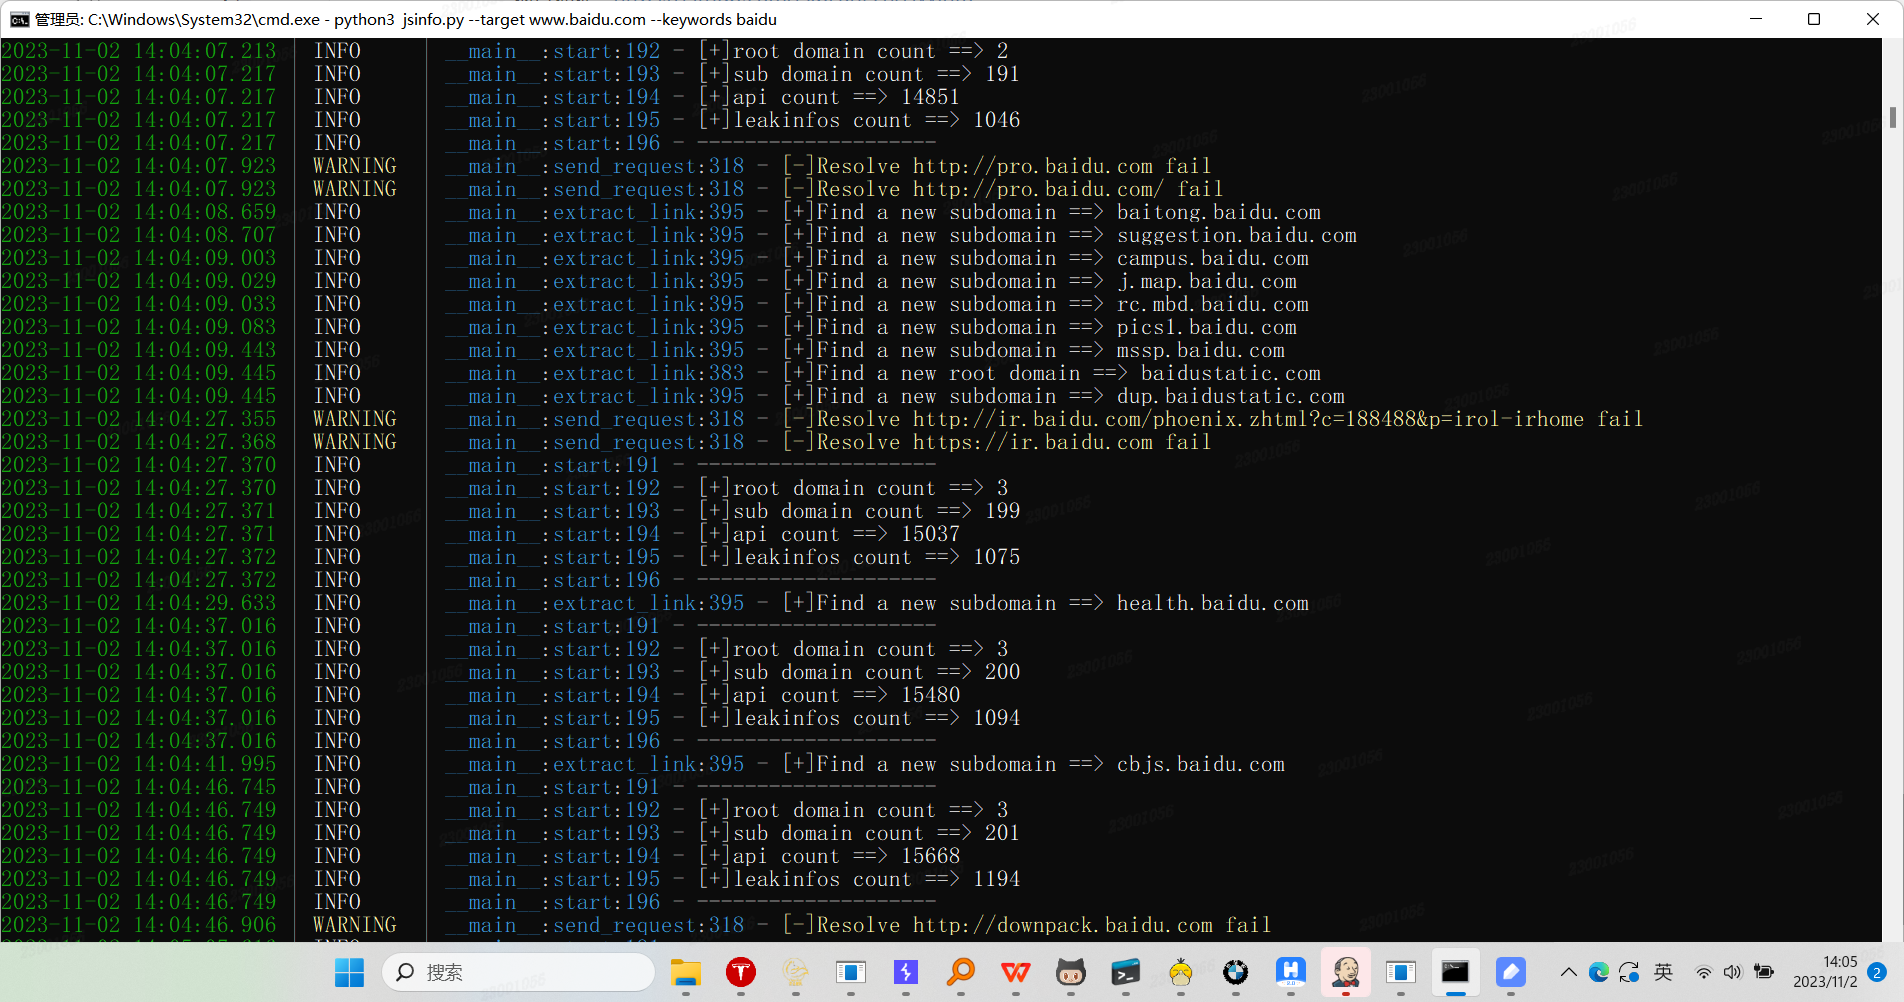 管理员: C:\Windows\System32\cmd.exe - python3  jsinfo.py --target www.baidu.com --keywords baidu
2023-11-02 14:04:07.213 | INFO | __main__:start:192 - [+]root domain count ==> 2
2023-11-02 14:04:07.217 | INFO | __main__:start:193 - [+]sub domain count ==> 191
2023-11-02 14:04:07.217 | INFO | __main__:start:194 - [+]api count ==> 14851
2023-11-02 14:04:07.217 | INFO | __main__:start:195 - [+]leakinfos count ==> 1046
2023-11-02 14:04:07.217 | INFO | __main__:start:196 - --------------------
2023-11-02 14:04:07.923 | WARNING | __main__:send_request:318 - [-]Resolve http://pro.baidu.com fail
2023-11-02 14:04:07.923 | WARNING | __main__:send_request:318 - [-]Resolve http://pro.baidu.com/ fail
2023-11-02 14:04:08.659 | INFO | __main__:extract_link:395 - [+]Find a new subdomain ==> baitong.baidu.com
2023-11-02 14:04:08.707 | INFO | __main__:extract_link:395 - [+]Find a new subdomain ==> suggestion.baidu.com
2023-11-02 14:04:09.003 | INFO | __main__:extract_link:395 - [+]Find a new subdomain ==> campus.baidu.com
2023-11-02 14:04:09.029 | INFO | __main__:extract_link:395 - [+]Find a new subdomain ==> j.map.baidu.com
2023-11-02 14:04:09.033 | INFO | __main__:extract_link:395 - [+]Find a new subdomain ==> rc.mbd.baidu.com
2023-11-02 14:04:09.083 | INFO | __main__:extract_link:395 - [+]Find a new subdomain ==> pics1.baidu.com
2023-11-02 14:04:09.443 | INFO | __main__:extract_link:395 - [+]Find a new subdomain ==> mssp.baidu.com
2023-11-02 14:04:09.445 | INFO | __main__:extract_link:383 - [+]Find a new root domain ==> baidustatic.com
2023-11-02 14:04:09.445 | INFO | __main__:extract_link:395 - [+]Find a new subdomain ==> dup.baidustatic.com
2023-11-02 14:04:27.355 | WARNING | __main__:send_request:318 - [-]Resolve http://ir.baidu.com/phoenix.zhtml?c=188488&p=irol-irhome fail
2023-11-02 14:04:27.368 | WARNING | __main__:send_request:318 - [-]Resolve https://ir.baidu.com fail
2023-11-02 14:04:27.370 | INFO | __main__:start:191 - --------------------
2023-11-02 14:04:27.370 | INFO | __main__:start:192 - [+]root domain count ==> 3
2023-11-02 14:04:27.371 | INFO | __main__:start:193 - [+]sub domain count ==> 199
2023-11-02 14:04:27.371 | INFO | __main__:start:194 - [+]api count ==> 15037
2023-11-02 14:04:27.372 | INFO | __main__:start:195 - [+]leakinfos count ==> 1075
2023-11-02 14:04:27.372 | INFO | __main__:start:196 - --------------------
2023-11-02 14:04:29.633 | INFO | __main__:extract_link:395 - [+]Find a new subdomain ==> health.baidu.com
2023-11-02 14:04:37.016 | INFO | __main__:start:191 - --------------------
2023-11-02 14:04:37.016 | INFO | __main__:start:192 - [+]root domain count ==> 3
2023-11-02 14:04:37.016 | INFO | __main__:start:193 - [+]sub domain count ==> 200
2023-11-02 14:04:37.016 | INFO | __main__:start:194 - [+]api count ==> 15480
2023-11-02 14:04:37.016 | INFO | __main__:start:195 - [+]leakinfos count ==> 1094
2023-11-02 14:04:37.016 | INFO | __main__:start:196 - --------------------
2023-11-02 14:04:41.995 | INFO | __main__:extract_link:395 - [+]Find a new subdomain ==> cbjs.baidu.com
2023-11-02 14:04:46.745 | INFO | __main__:start:191 - --------------------
2023-11-02 14:04:46.749 | INFO | __main__:start:192 - [+]root domain count ==> 3
2023-11-02 14:04:46.749 | INFO | __main__:start:193 - [+]sub domain count ==> 201
2023-11-02 14:04:46.749 | INFO | __main__:start:194 - [+]api count ==> 15668
2023-11-02 14:04:46.749 | INFO | __main__:start:195 - [+]leakinfos count ==> 1194
2023-11-02 14:04:46.749 | INFO | __main__:start:196 - --------------------
2023-11-02 14:04:46.906 | WARNING | __main__:send_request:318 - [-]Resolve http://downpack.baidu.com fail
搜索
英
14:05
2023/11/2
2
23001056